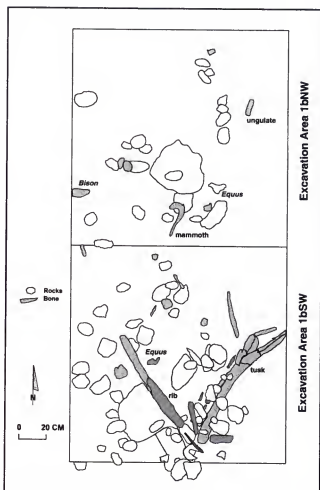 Excavation Area 1bNW
ungulate
Bison
Equus
mammoth
Rocks
Bone
Equus
tusk
rib
N
0 20 CM
Excavation Area 1bSW